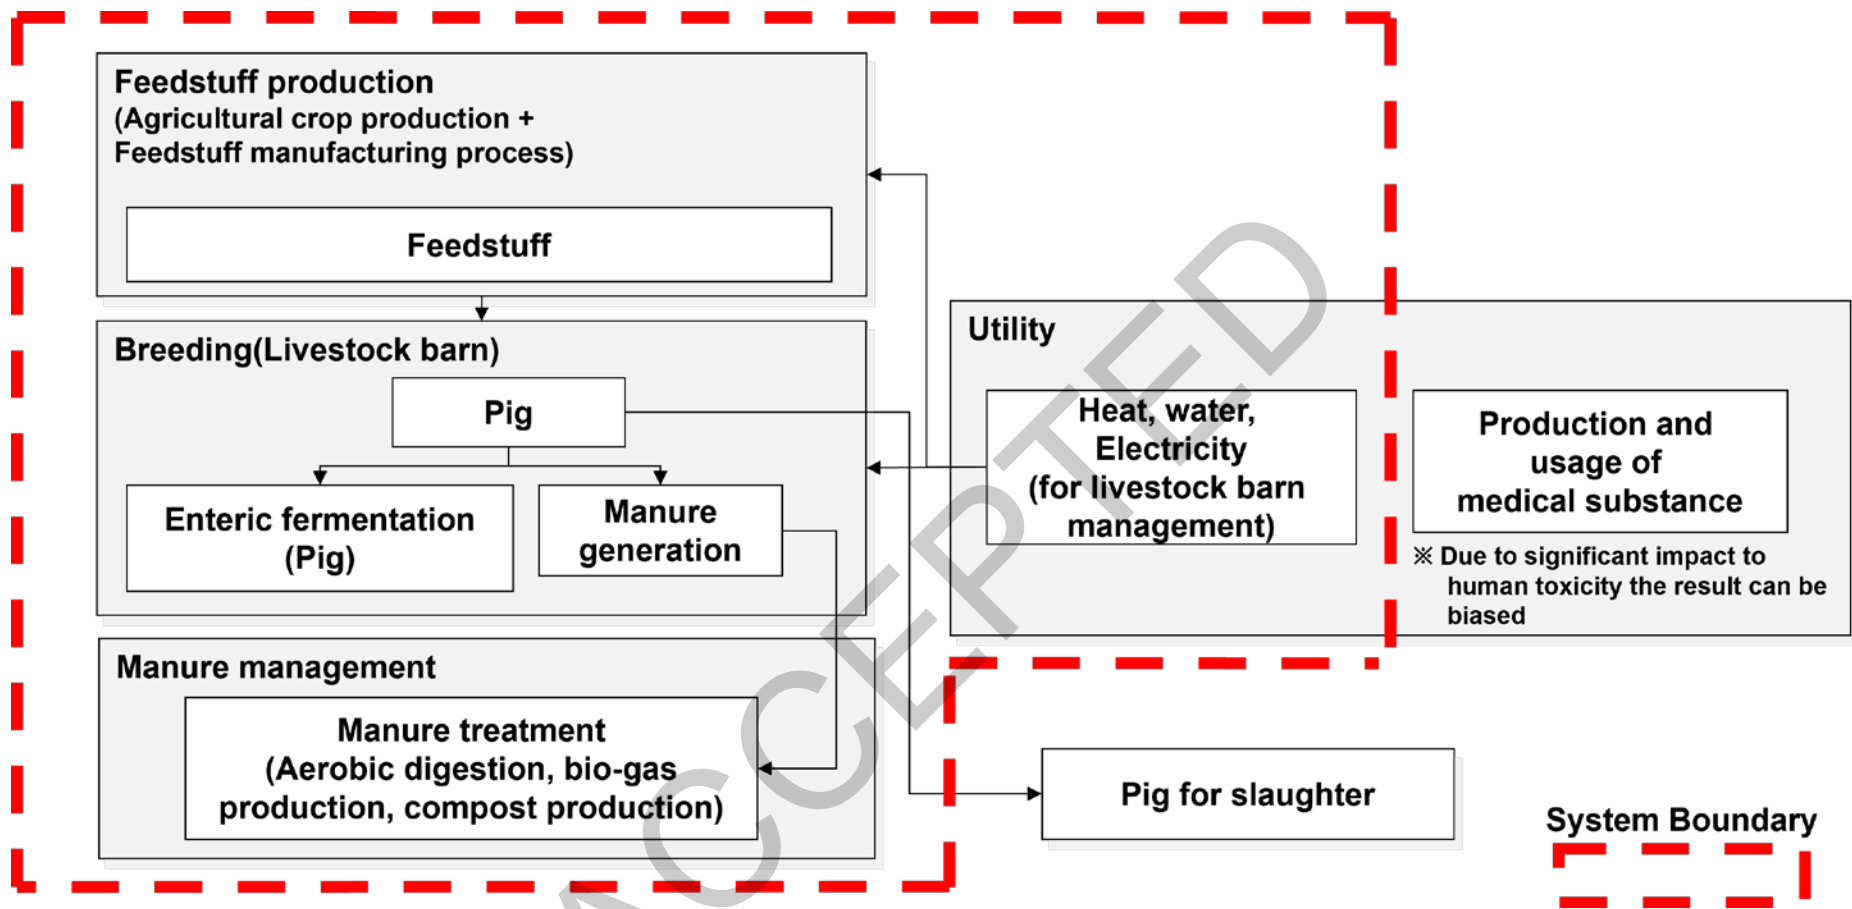 Feedstuff production
(Agricultural crop production +
Feedstuff manufacturing process)
Feedstuff
Breeding(Livestock barn)
Pig
Enteric fermentation
(Pig)
Manure
generation
Manure management
Manure treatment
(Aerobic digestion, bio-gas
production, compost production)
Utility
Heat, water,
Electricity
(for livestock barn
management)
Production and
usage of
medical substance
※ Due to significant impact to
human toxicity the result can be
biased
Pig for slaughter
System Boundary
ACCEPTED